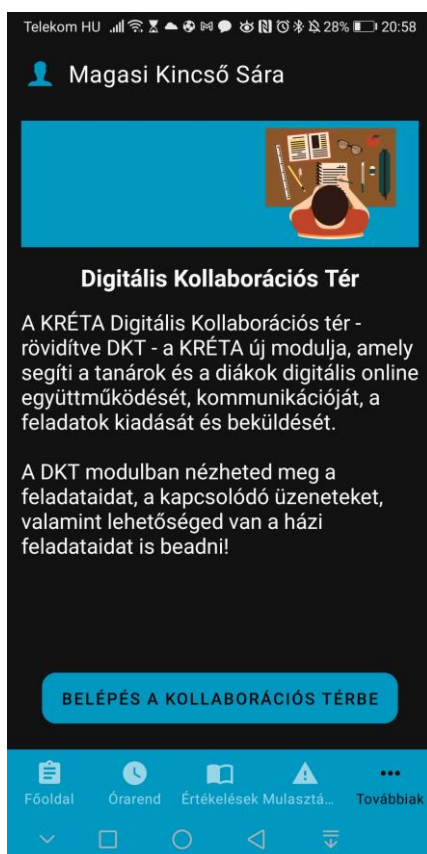 Telekom HU 28% 20:58
Magasi Kincső Sára
Digitális Kollaborációs Tér
A KRÉTA Digitális Kollaborációs tér -
rövidítve DKT - a KRÉTA új modulja, amely
segíti a tanárok és a diákok digitális online
együttműködését, kommunikációját, a
feladatok kiadását és beküldését.
A DKT modulban nézheted meg a
feladataidat, a kapcsolódó üzeneteket,
valamint lehetőséged van a házi
feladataidat is beadni!
BELÉPÉS A KOLLABORÁCIÓS TÉRBE
Főoldal Órarend Értékelések Mulasztá... Továbbiak